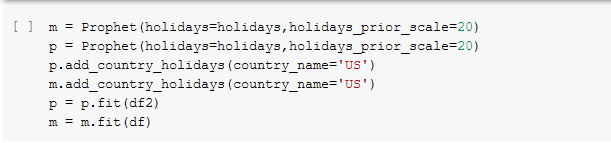 [ ] m = Prophet(holidays=holidays,holidays_prior_scale=20)
p = Prophet(holidays=holidays,holidays_prior_scale=20)
p.add_country_holidays(country_name='US')
m.add_country_holidays(country_name='US')
p = p.fit(df2)
m = m.fit(df)